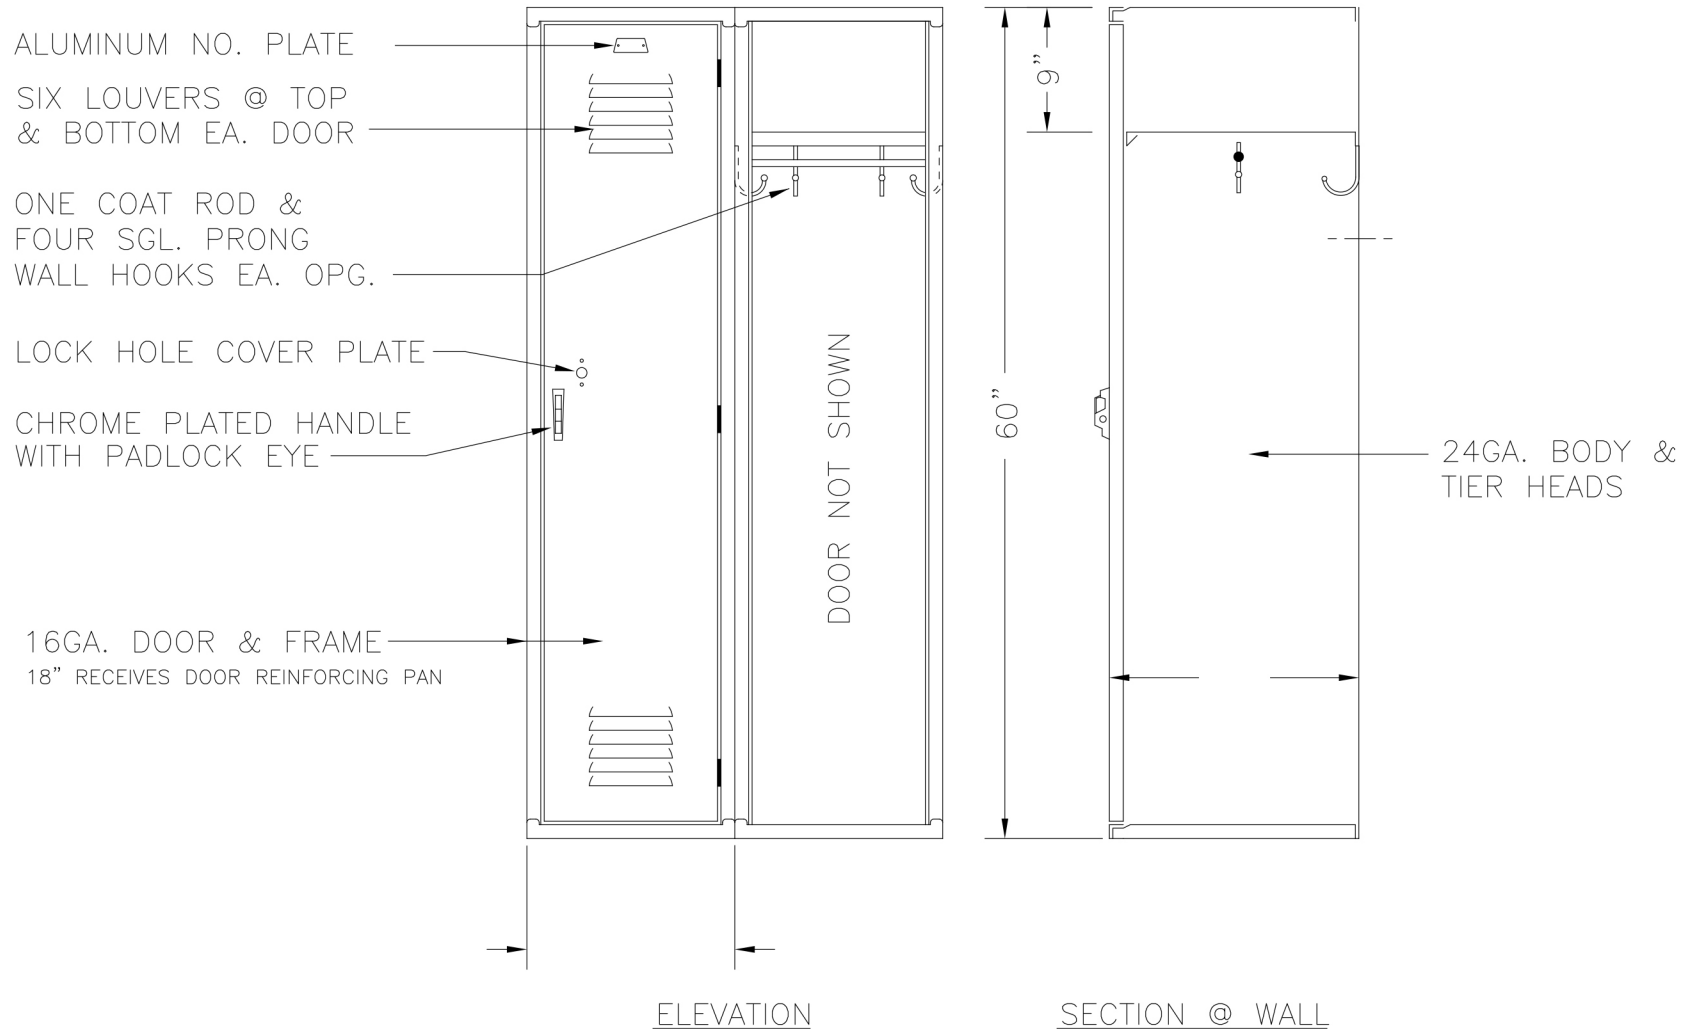 ALUMINUM NO. PLATE
SIX LOUVERS @ TOP
& BOTTOM EA. DOOR
ONE COAT ROD &
FOUR SGL. PRONG
WALL HOOKS EA. OPG.
LOCK HOLE COVER PLATE
CHROME PLATED HANDLE
WITH PADLOCK EYE
16GA. DOOR & FRAME
18” RECEIVES DOOR REINFORCING PAN
DOOR NOT SHOWN
60”
9”
24GA. BODY &
TIER HEADS
ELEVATION
SECTION @ WALL